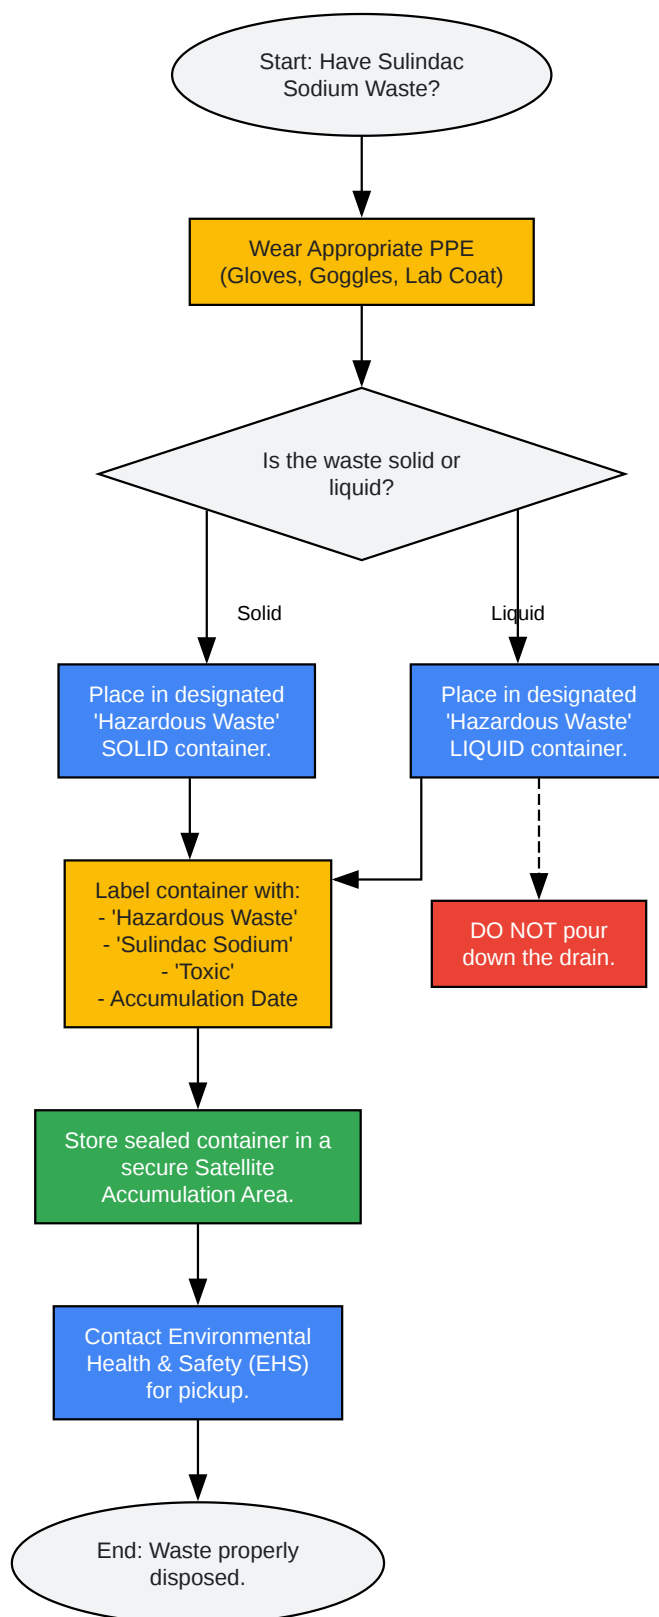 Start: Have Sulindac
Sodium Waste?
Wear Appropriate PPE
(Gloves, Goggles, Lab Coat)
Is the waste solid or
liquid?
Solid
Liquid
Place in designated
'Hazardous Waste'
SOLID container.
Place in designated
'Hazardous Waste'
LIQUID container.
Label container with:
- 'Hazardous Waste'
- 'Sulindac Sodium'
- 'Toxic'
- Accumulation Date
DO NOT pour
down the drain.
Store sealed container in a
secure Satellite
Accumulation Area.
Contact Environmental
Health & Safety (EHS)
for pickup.
End: Waste properly
disposed.